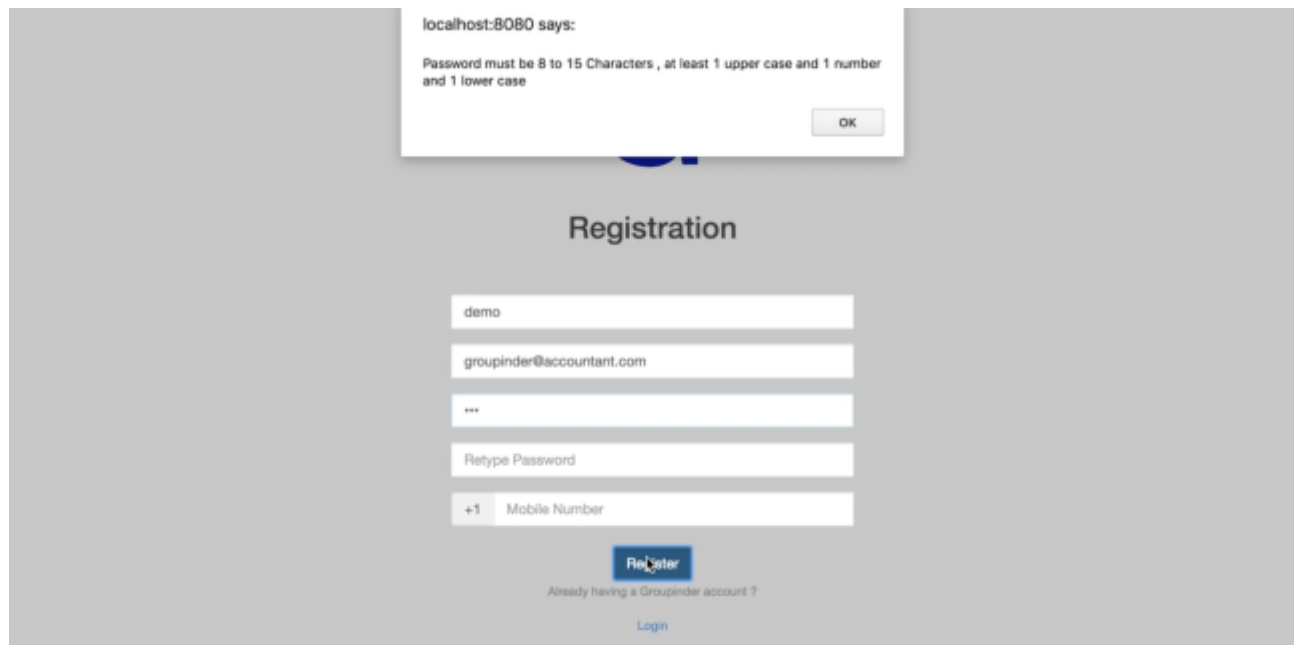 localhost:8080 says:
Password must be 8 to 15 Characters , at least 1 upper case and 1 number
and 1 lower case
OK
Registration
demo
groupinder@accountant.com
•••
Retype Password
+1 Mobile Number
Register
Already having a Groupinder account ?
Login